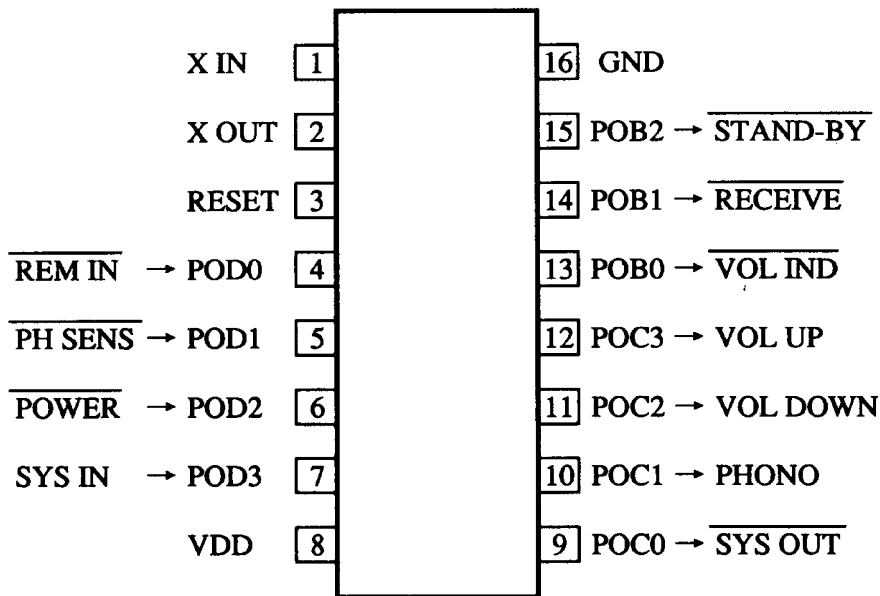 X IN 1 16 GND
X OUT 2 15 POB2 → STAND-BY
RESET 3 14 POB1 → RECEIVE
REM IN → POD0 4 13 POB0 → VOL IND
PH SENS → POD1 5 12 POC3 → VOL UP
POWER → POD2 6 11 POC2 → VOL DOWN
SYS IN → POD3 7 10 POC1 → PHONO
VDD 8 9 POC0 → SYS OUT